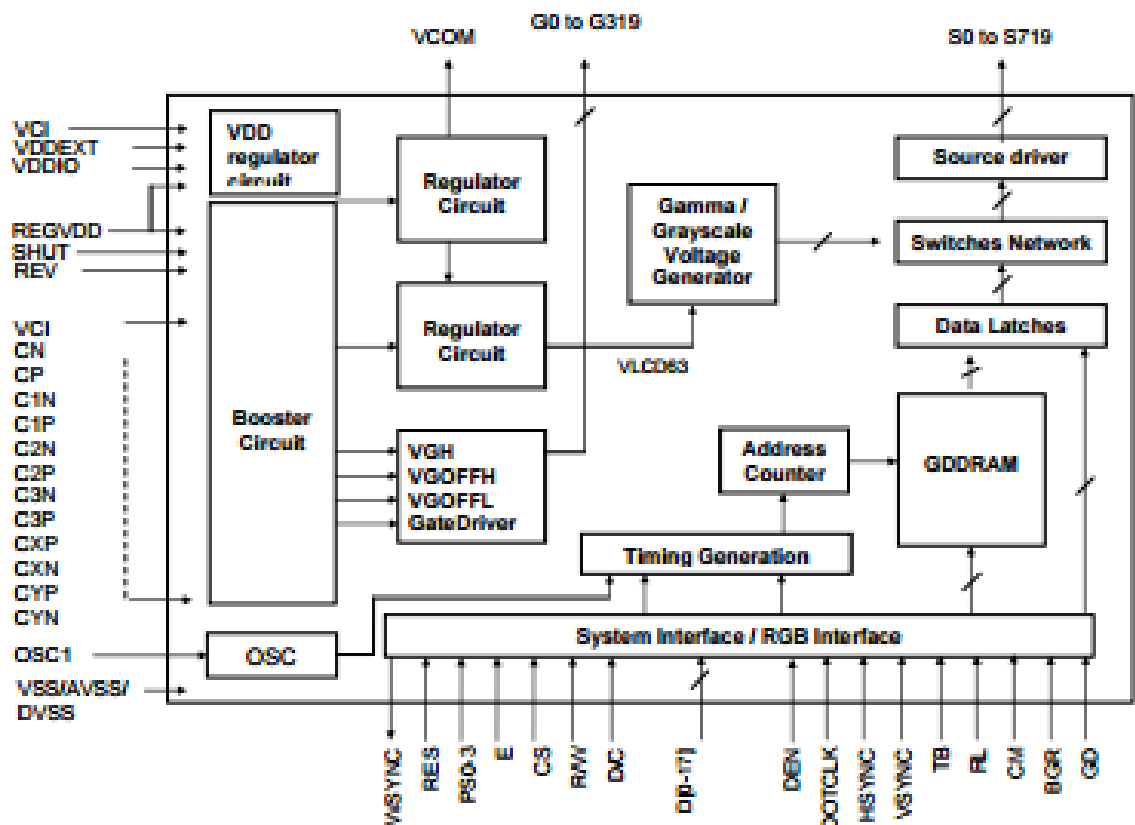 G0 to G319
VCOM
S0 to S719
VCI
VDDEXT
VDDIO
REGVDD
SHUT
REV
VCI
CN
CP
C1N
C1P
C2N
C2P
C3N
C3P
CXP
CXN
CYP
CYN
OSC1
VSS/AVSS/
DVSS
VDD
regulator
circuit
Booster
Circuit
OSC
Regulator
Circuit
Regulator
Circuit
VGH
VGOFFH
VGOFFL
GateDriver
Gamma /
Grayscale
Voltage
Generator
VLCD63
Source driver
Switches Network
Data Latches
GDDRAM
Address
Counter
Timing Generation
System Interface / RGB Interface
WSYNC
RES
PS0-3
E
CS
R/W
D/C
DEN
DOTCLK
HSYNC
VSYNC
TB
RL
CM
BGR
GD